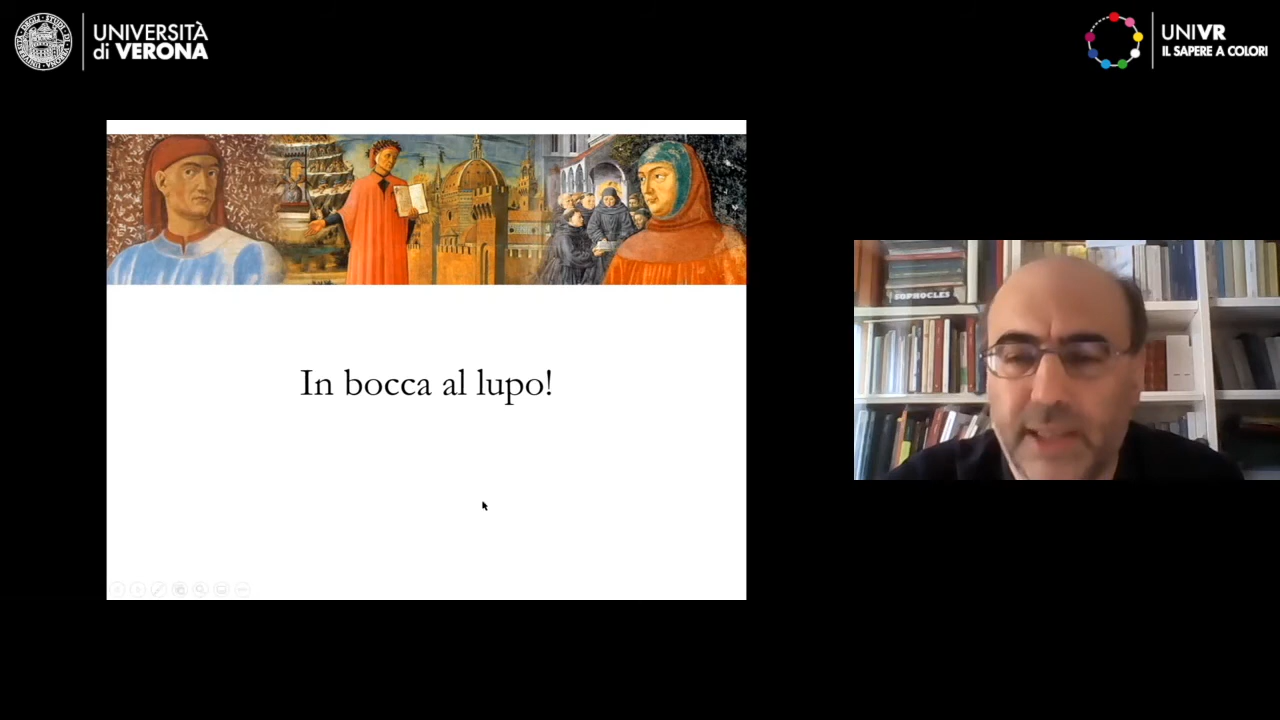 UNIVERSITÀ
di VERONA
UNIVR
IL SAPERE A COLORI
In bocca al lupo!
SOPHOCLES